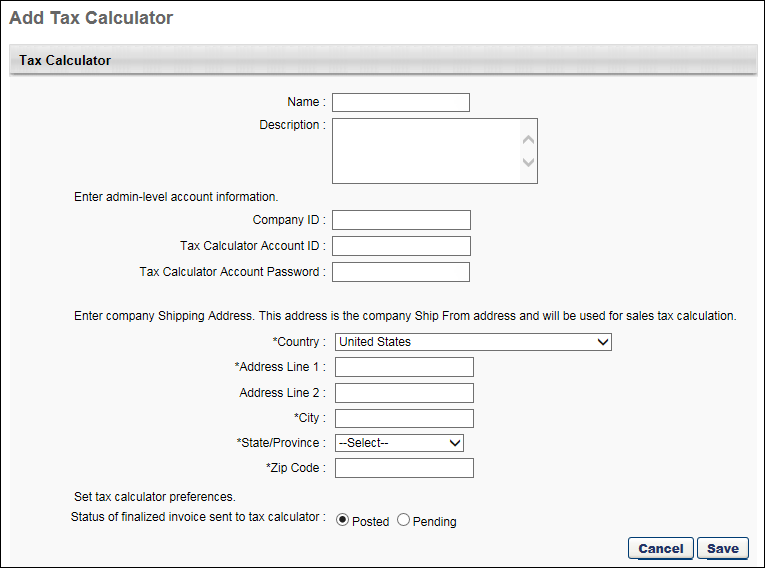 Add Tax Calculator
Tax Calculator
Name :
Description :
Enter admin-level account information.
Company ID :
Tax Calculator Account ID :
Tax Calculator Account Password :
Enter company Shipping Address. This address is the company Ship From address and will be used for sales tax calculation.
*Country : United States
*Address Line 1 :
Address Line 2 :
*City :
*State/Province : --Select--
*Zip Code :
Set tax calculator preferences.
Status of finalized invoice sent to tax calculator : Posted Pending
Cancel Save